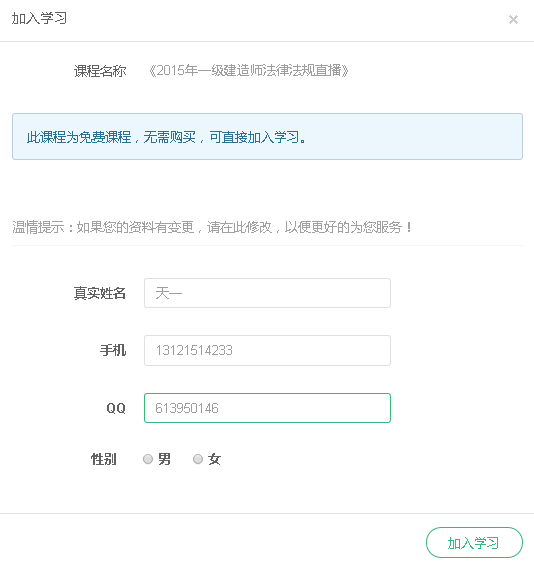 加入学习 ×
课程名称 《2015年一级建造师法律法规直播》
此课程为免费课程，无需购买，可直接加入学习。
温情提示：如果您的资料有变更，请在此修改，以便更好的为您服务！
真实姓名 天一
手机 13121514233
QQ 613950146
性别 男 女
加入学习